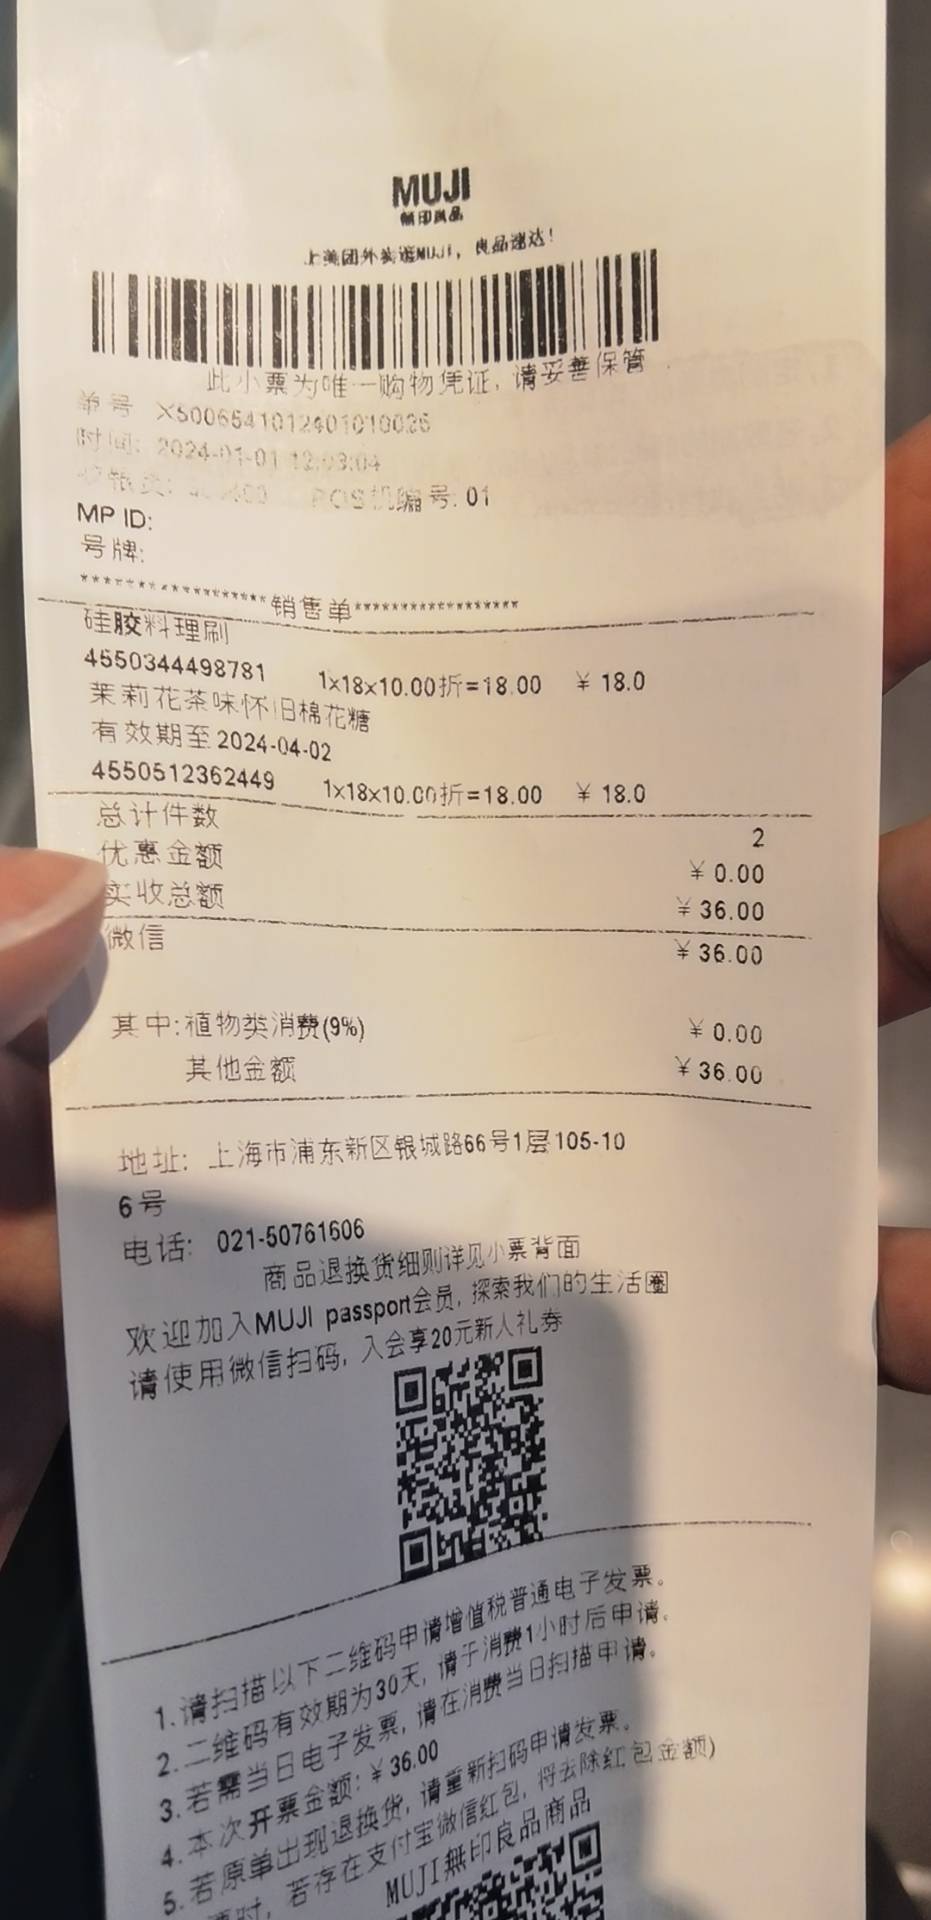 MUJI
無印良品
上美团外卖逛MUJI，良品速达！
此小票为唯一购物凭证，请妥善保管
单号 X5006541012401010026
时间: 2024-01-01 12:03:04
收银员: POS机编号: 01
MP ID:
号牌:
********************销售单******************
硅胶料理刷
4550344498781 1x18x10.00折=18.00 ¥ 18.0
茉莉花茶味怀旧棉花糖
有效期至 2024-04-02
4550512362449 1x18x10.00折=18.00 ¥ 18.0
总计件数 2
优惠金额 ¥ 0.00
实收总额 ¥ 36.00
微信 ¥ 36.00
其中:植物类消费(9%) ¥ 0.00
其他金额 ¥ 36.00
地址: 上海市浦东新区银城路66号1层105-10
6号
电话: 021-50761606
商品退换货细则详见小票背面
欢迎加入MUJI passport会员, 探索我们的生活圈
请使用微信扫码, 入会享20元新人礼券
1.请扫描以下二维码申请增值税普通电子发票。
2.二维码有效期为30天, 请于消费1小时后申请。
3.若需当日电子发票, 请在消费当日扫描申请。
4.本次开票金额: ¥ 36.00
5.若原单出现退换货, 请重新扫码申请发票。
票时, 若存在支付宝微信红包, 将去除红包金额)
MUJI無印良品商品